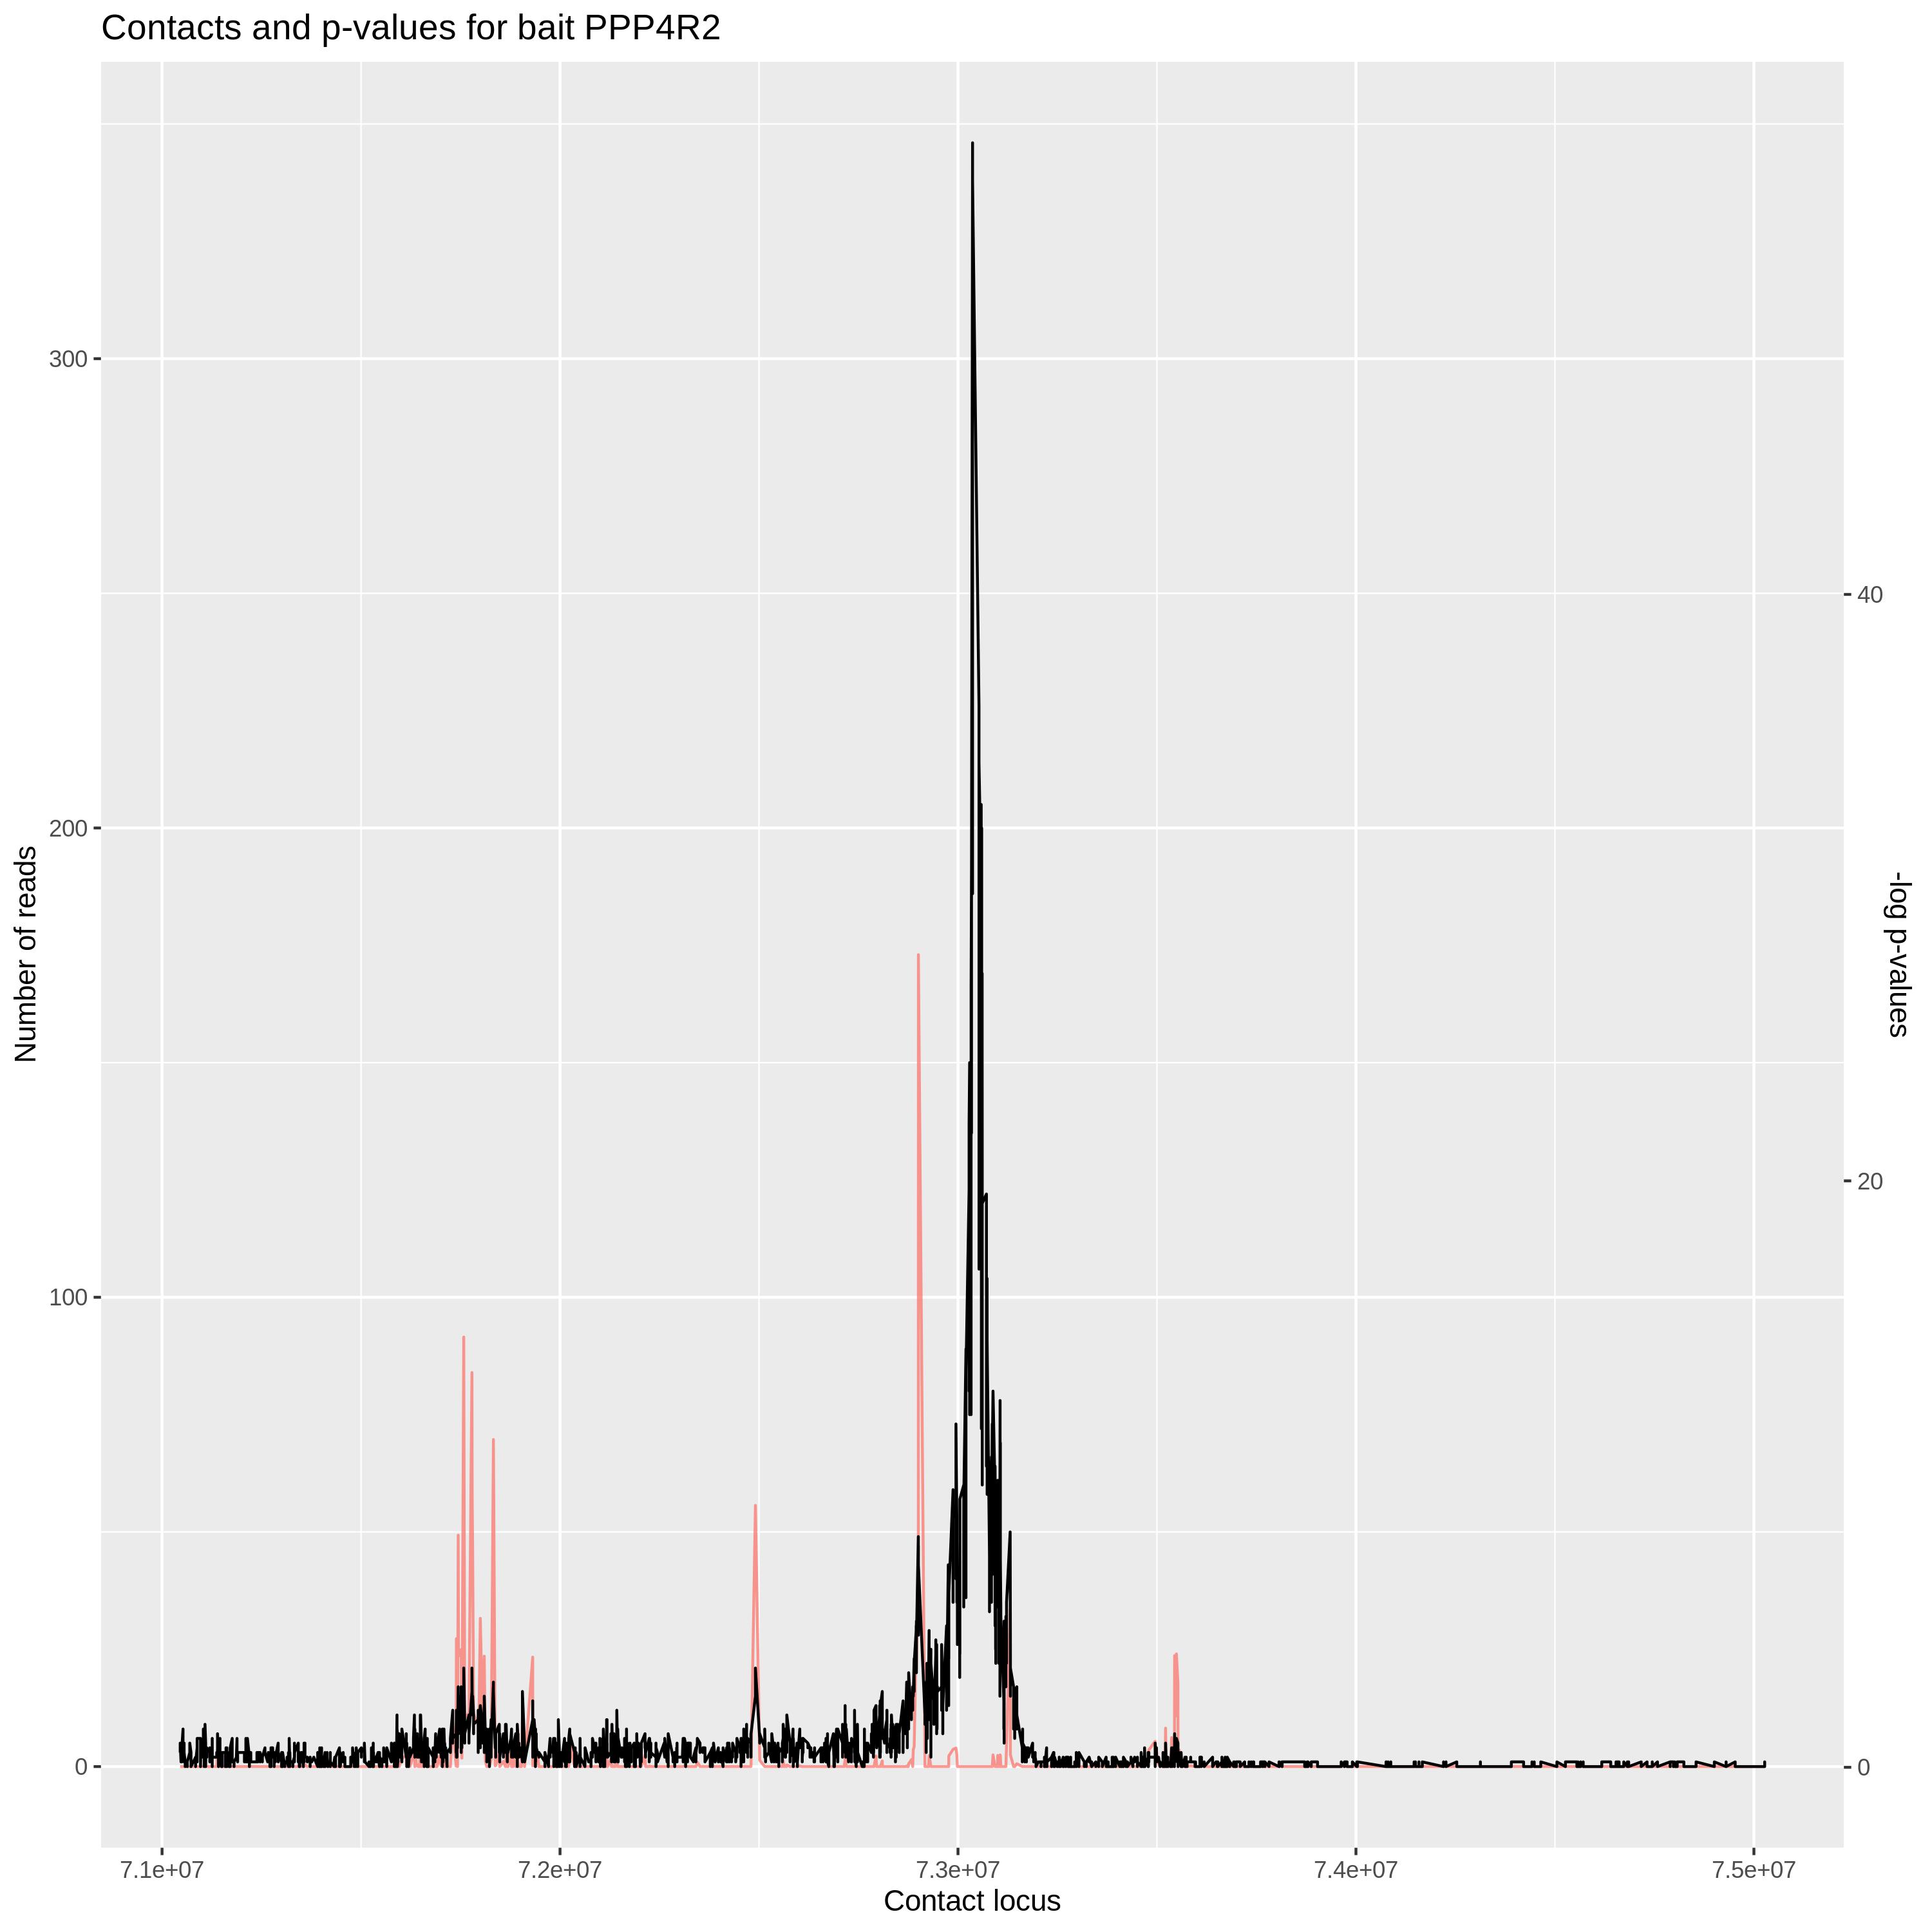 Contacts and p-values for bait PPP4R2
Number of reads
300
200
100
0
40
20
0
-log p-values
7.1e+07
7.2e+07
7.3e+07
7.4e+07
7.5e+07
Contact locus